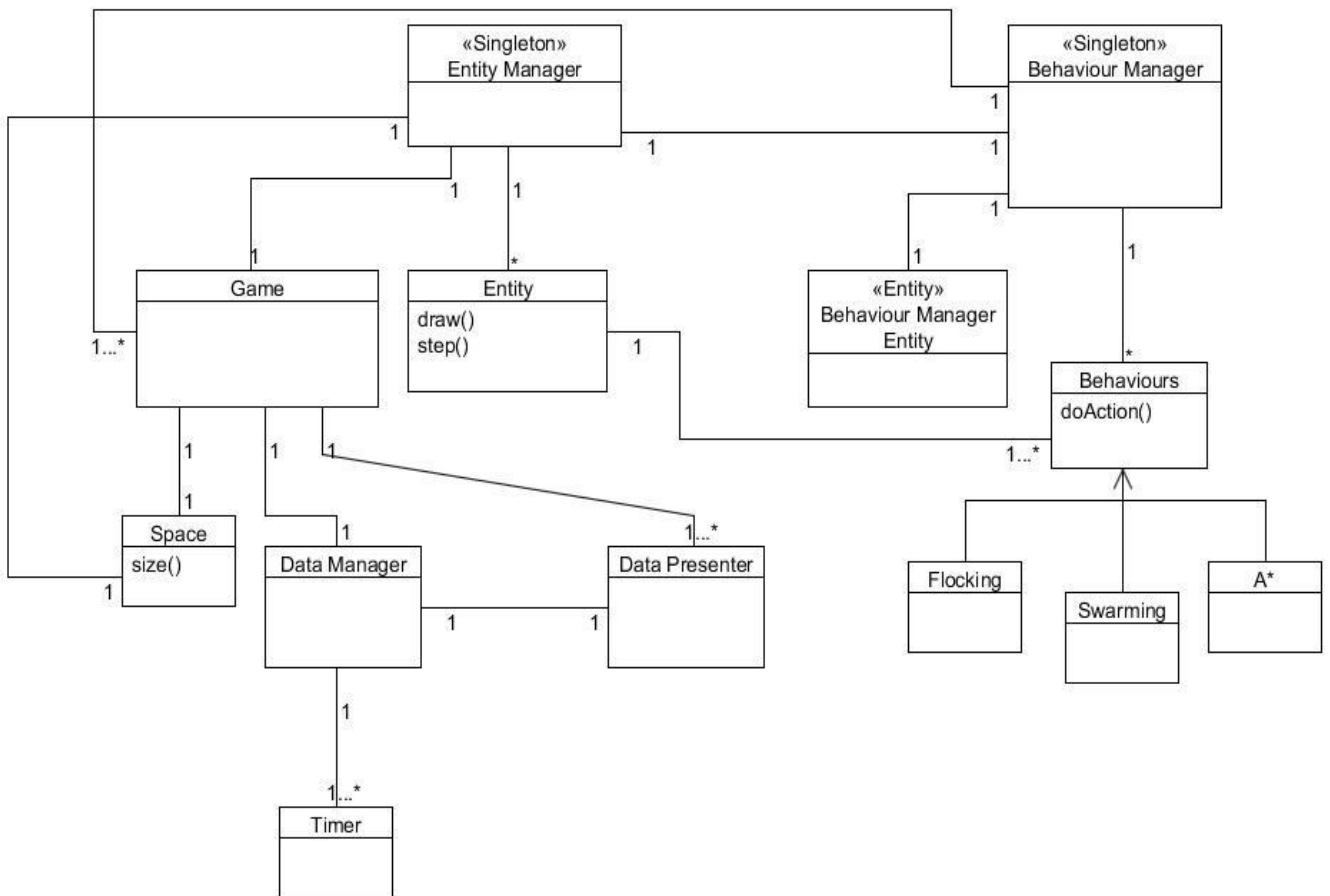 «Singleton»
Entity Manager
«Singleton»
Behaviour Manager
1
1
1
1
1
1
1
1
1
1
*
Game
Entity
draw()
step()
«Entity»
Behaviour Manager
Entity
1...*
1
*
Behaviours
doAction()
1...*
1
1
1
1
1
1...*
Space
size()
1
Data Manager
Data Presenter
1
1
Flocking
Swarming
A*
1
1...*
Timer